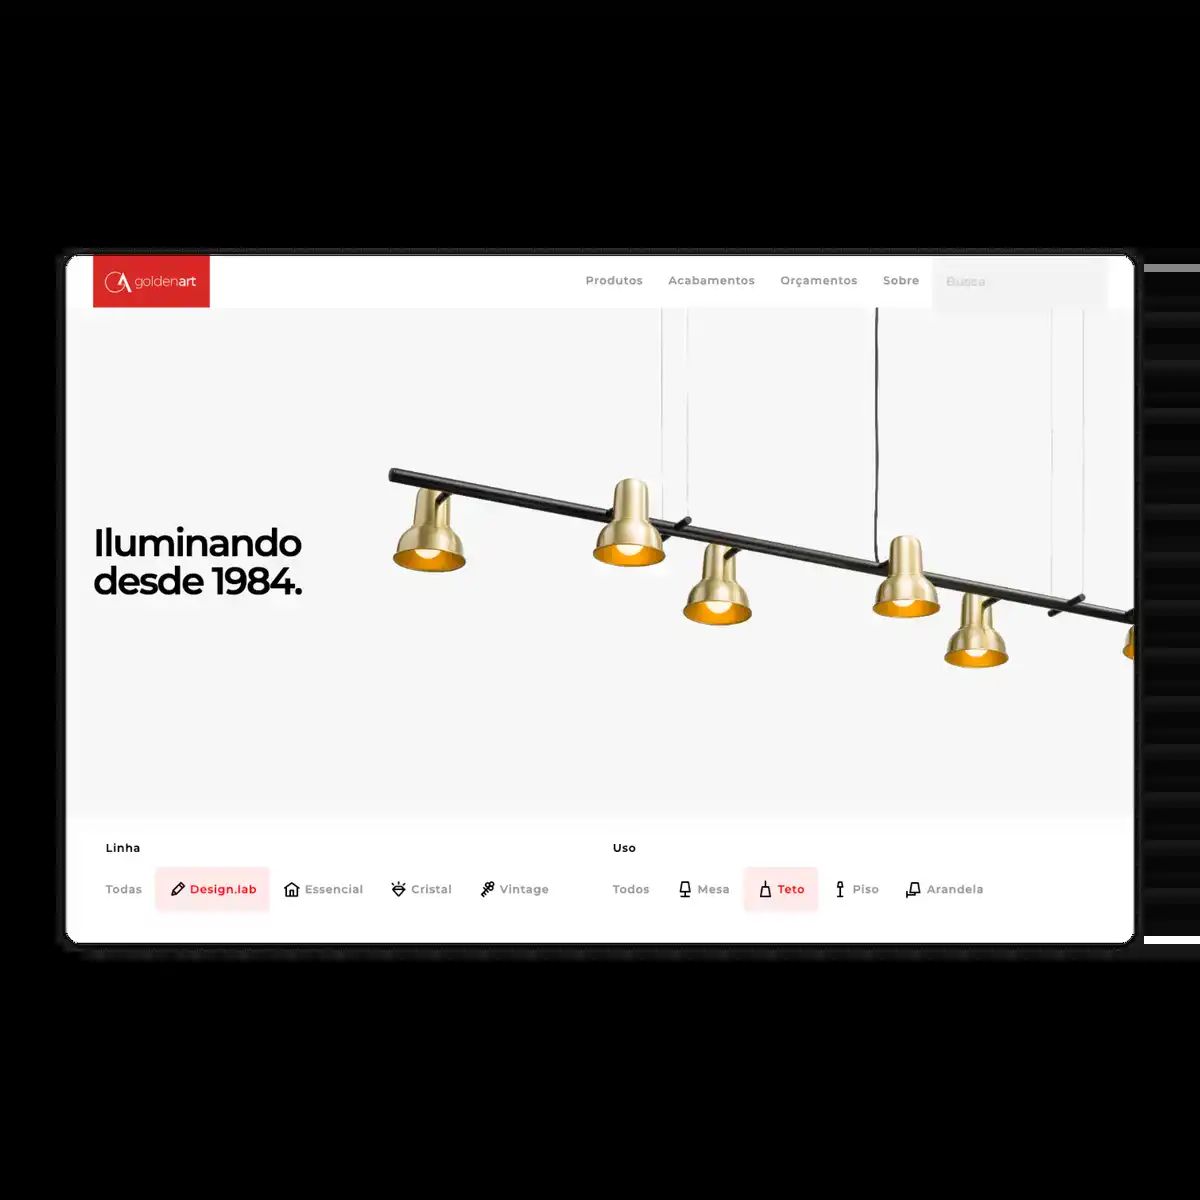 goldenart
Produtos Acabamentos Orçamentos Sobre Busca
Iluminando
desde 1984.
Linha
Todas Design.lab Essencial Cristal Vintage
Uso
Todos Mesa Teto Piso Arandela